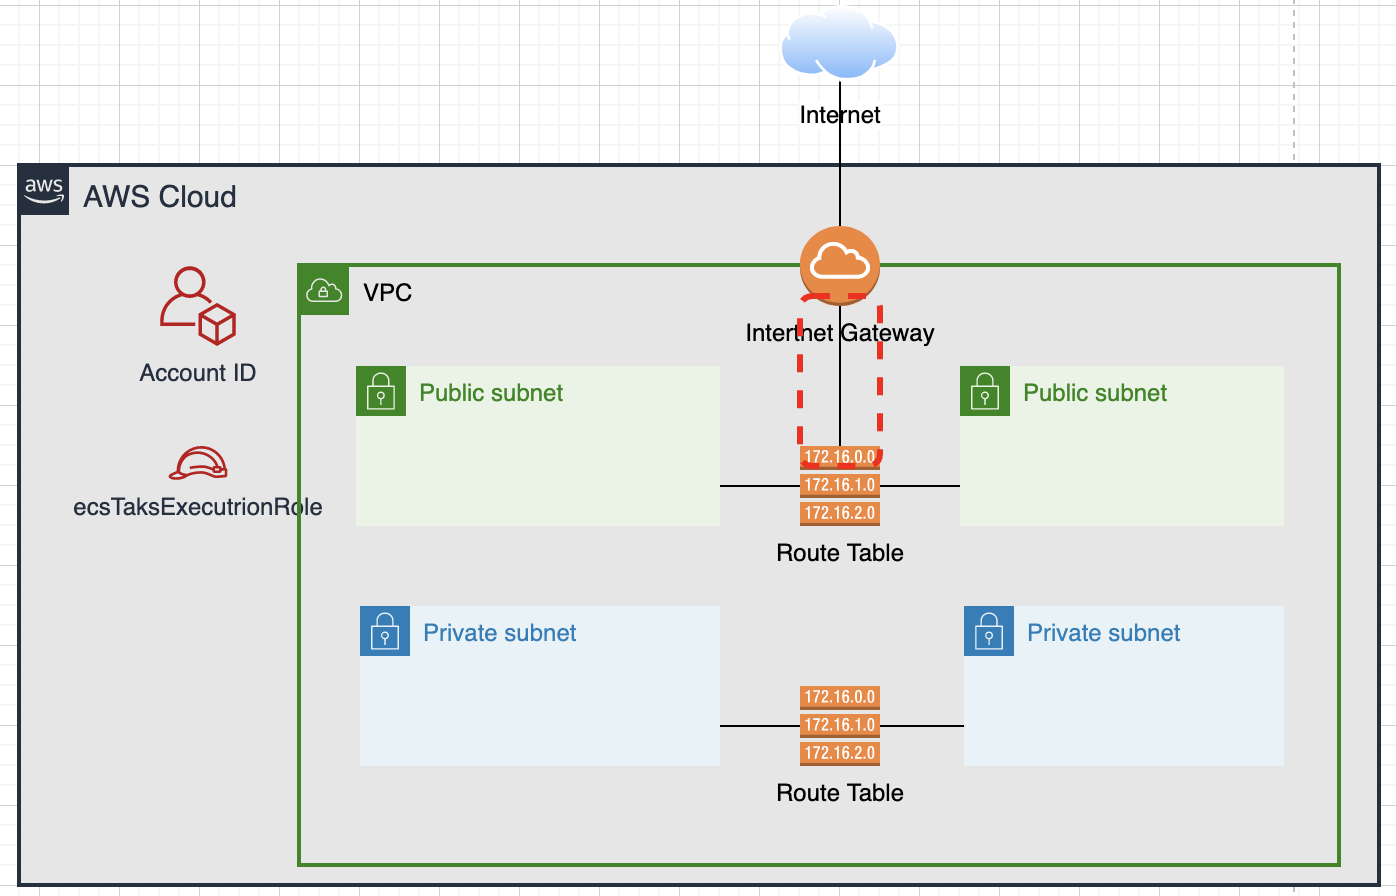 Internet
aws
AWS Cloud
VPC
Account ID
Intertnet Gateway
Public subnet
Public subnet
172.16.0.0
172.16.1.0
172.16.2.0
ecsTaksExecutrionRole
Route Table
Private subnet
Private subnet
172.16.0.0
172.16.1.0
172.16.2.0
Route Table